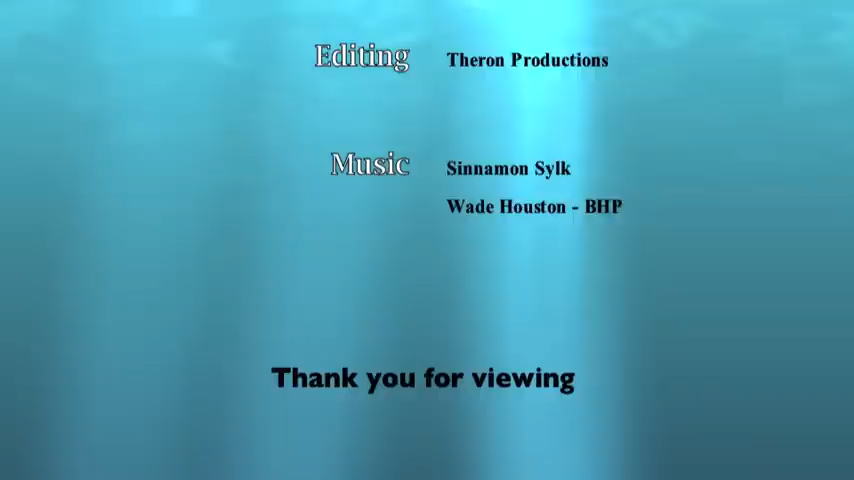 Editing Theron Productions
Music Sinnamon Sylk
Wade Houston - BHP
Thank you for viewing